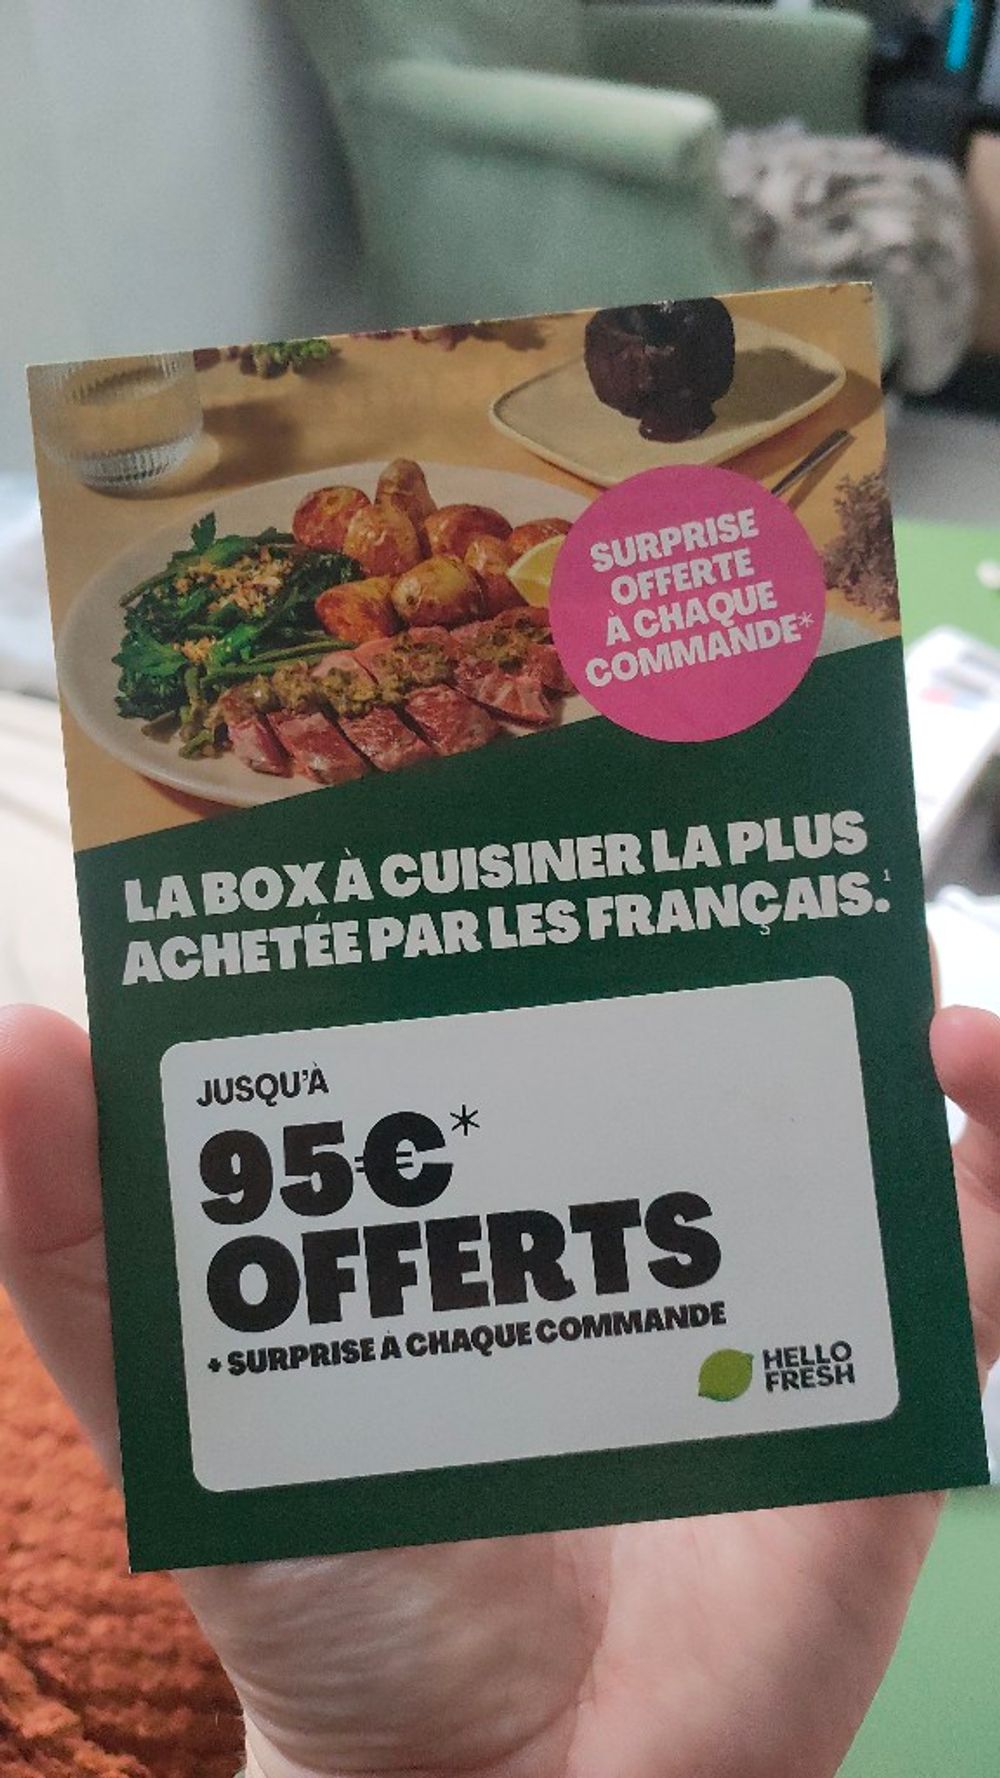 SURPRISE
OFFERTE
À CHAQUE
COMMANDE*
LA BOX À CUISINER LA PLUS
ACHETÉE PAR LES FRANÇAIS.¹
JUSQU'À
95€*
OFFERTS
+ SURPRISE À CHAQUE COMMANDE
HELLO
FRESH